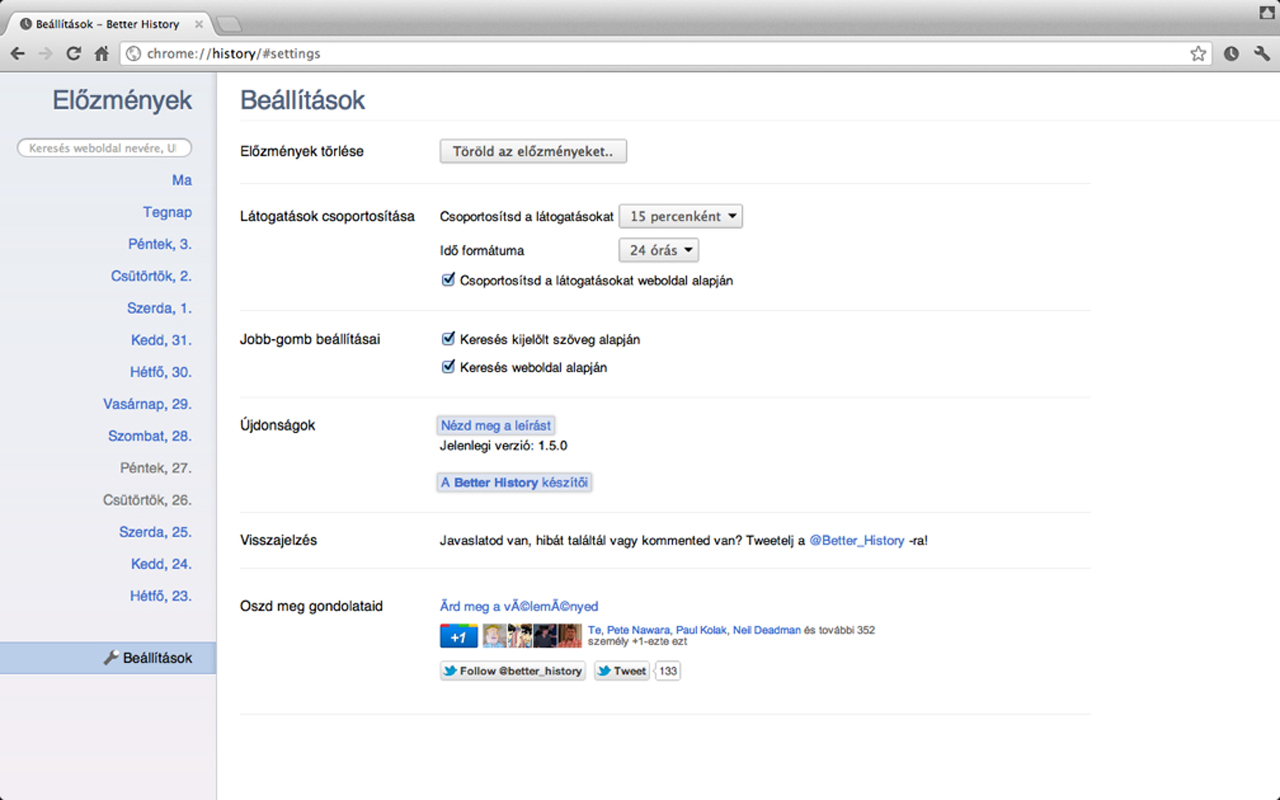 Beállítások – Better History
chrome://history/#settings
Előzmények
Keresés weboldal nevére, U
Ma
Tegnap
Péntek, 3.
Csütörtök, 2.
Szerda, 1.
Kedd, 31.
Hétfő, 30.
Vasárnap, 29.
Szombat, 28.
Péntek, 27.
Csütörtök, 26.
Szerda, 25.
Kedd, 24.
Hétfő, 23.
Beállítások
Beállítások
Előzmények törlése
Töröld az előzményeket..
Látogatások csoportosítása
Csoportosítsd a látogatásokat 15 percenként
Idő formátuma 24 órás
Csoportosítsd a látogatásokat weboldal alapján
Jobb-gomb beállításai
Keresés kijelölt szöveg alapján
Keresés weboldal alapján
Újdonságok
Nézd meg a leírást
Jelenlegi verzió: 1.5.0
A Better History készítői
Visszajelzés
Javaslatod van, hibát találtál vagy kommented van? Tweetelj a @Better_History -ra!
Oszd meg gondolataid
Ãrd meg a vÃ©lemÃ©nyed
+1
Te, Pete Nawara, Paul Kolak, Neil Deadman és további 352
személy +1-ezte ezt
Follow @better_history Tweet 133